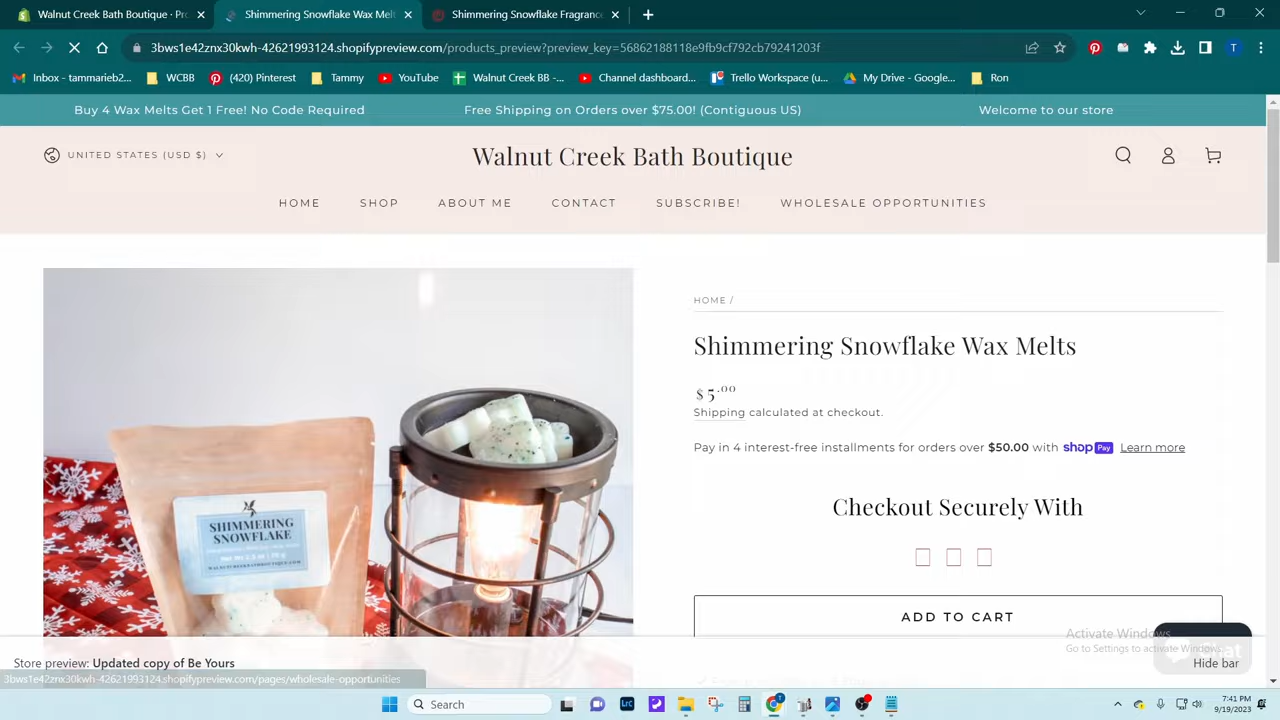 Walnut Creek Boutique · P
Shimmering Snowflake Wax Mel
Shimmering Snowflake Fragranc
3bws1e42znx30kwh-42621993124.shopifypreview.com/products_preview?preview_key=56862188118e9fb9cf792cb79241203f
Inbox - tammarieb2...
WCBB
(420) Pinterest
Tammy
YouTube
Walnut Creek BB -...
Channel dashboard...
Trello Workspace (u...
My Drive - Google...
Ron
Buy 4 Wax Melts Get 1 Free! No Code Required
Free Shipping on Orders over $75.00! (Contiguous US)
Welcome to our store
UNITED STATES (USD $)
Walnut Creek Bath Boutique
HOME SHOP ABOUT ME CONTACT SUBSCRIBE! WHOLESALE OPPORTUNITIES
HOME /
Shimmering Snowflake Wax Melts
$5.00
Shipping calculated at checkout.
Pay in 4 interest-free installments for orders over $50.00 with shop Pay Learn more
Checkout Securely With
SHIMMERING
SNOWFLAKE
WALNUTCREEKBATHBOUTIQUE.COM
ADD TO CART
Activate Windows
Go to Settings to activate Windows.
Store preview: Updated copy of Be Yours
Hide bar
3bws1e42znx30kwh-42621993124.shopifypreview.com/pages/wholesale-opportunities
Search
Lrc
7:41 PM
9/19/2023